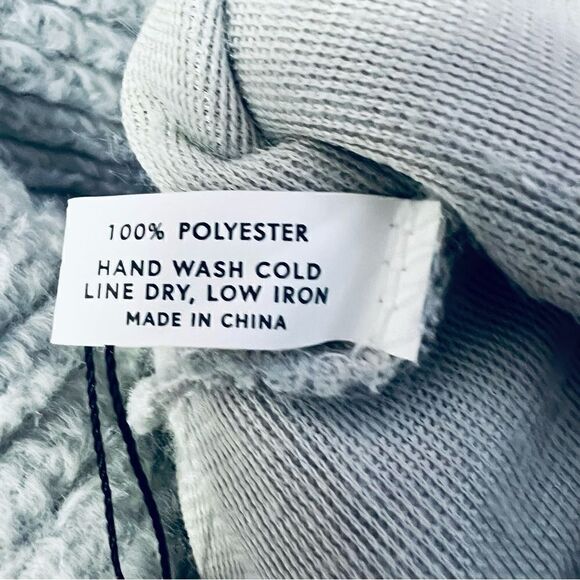 100% POLYESTER
HAND WASH COLD
LINE DRY, LOW IRON
MADE IN CHINA